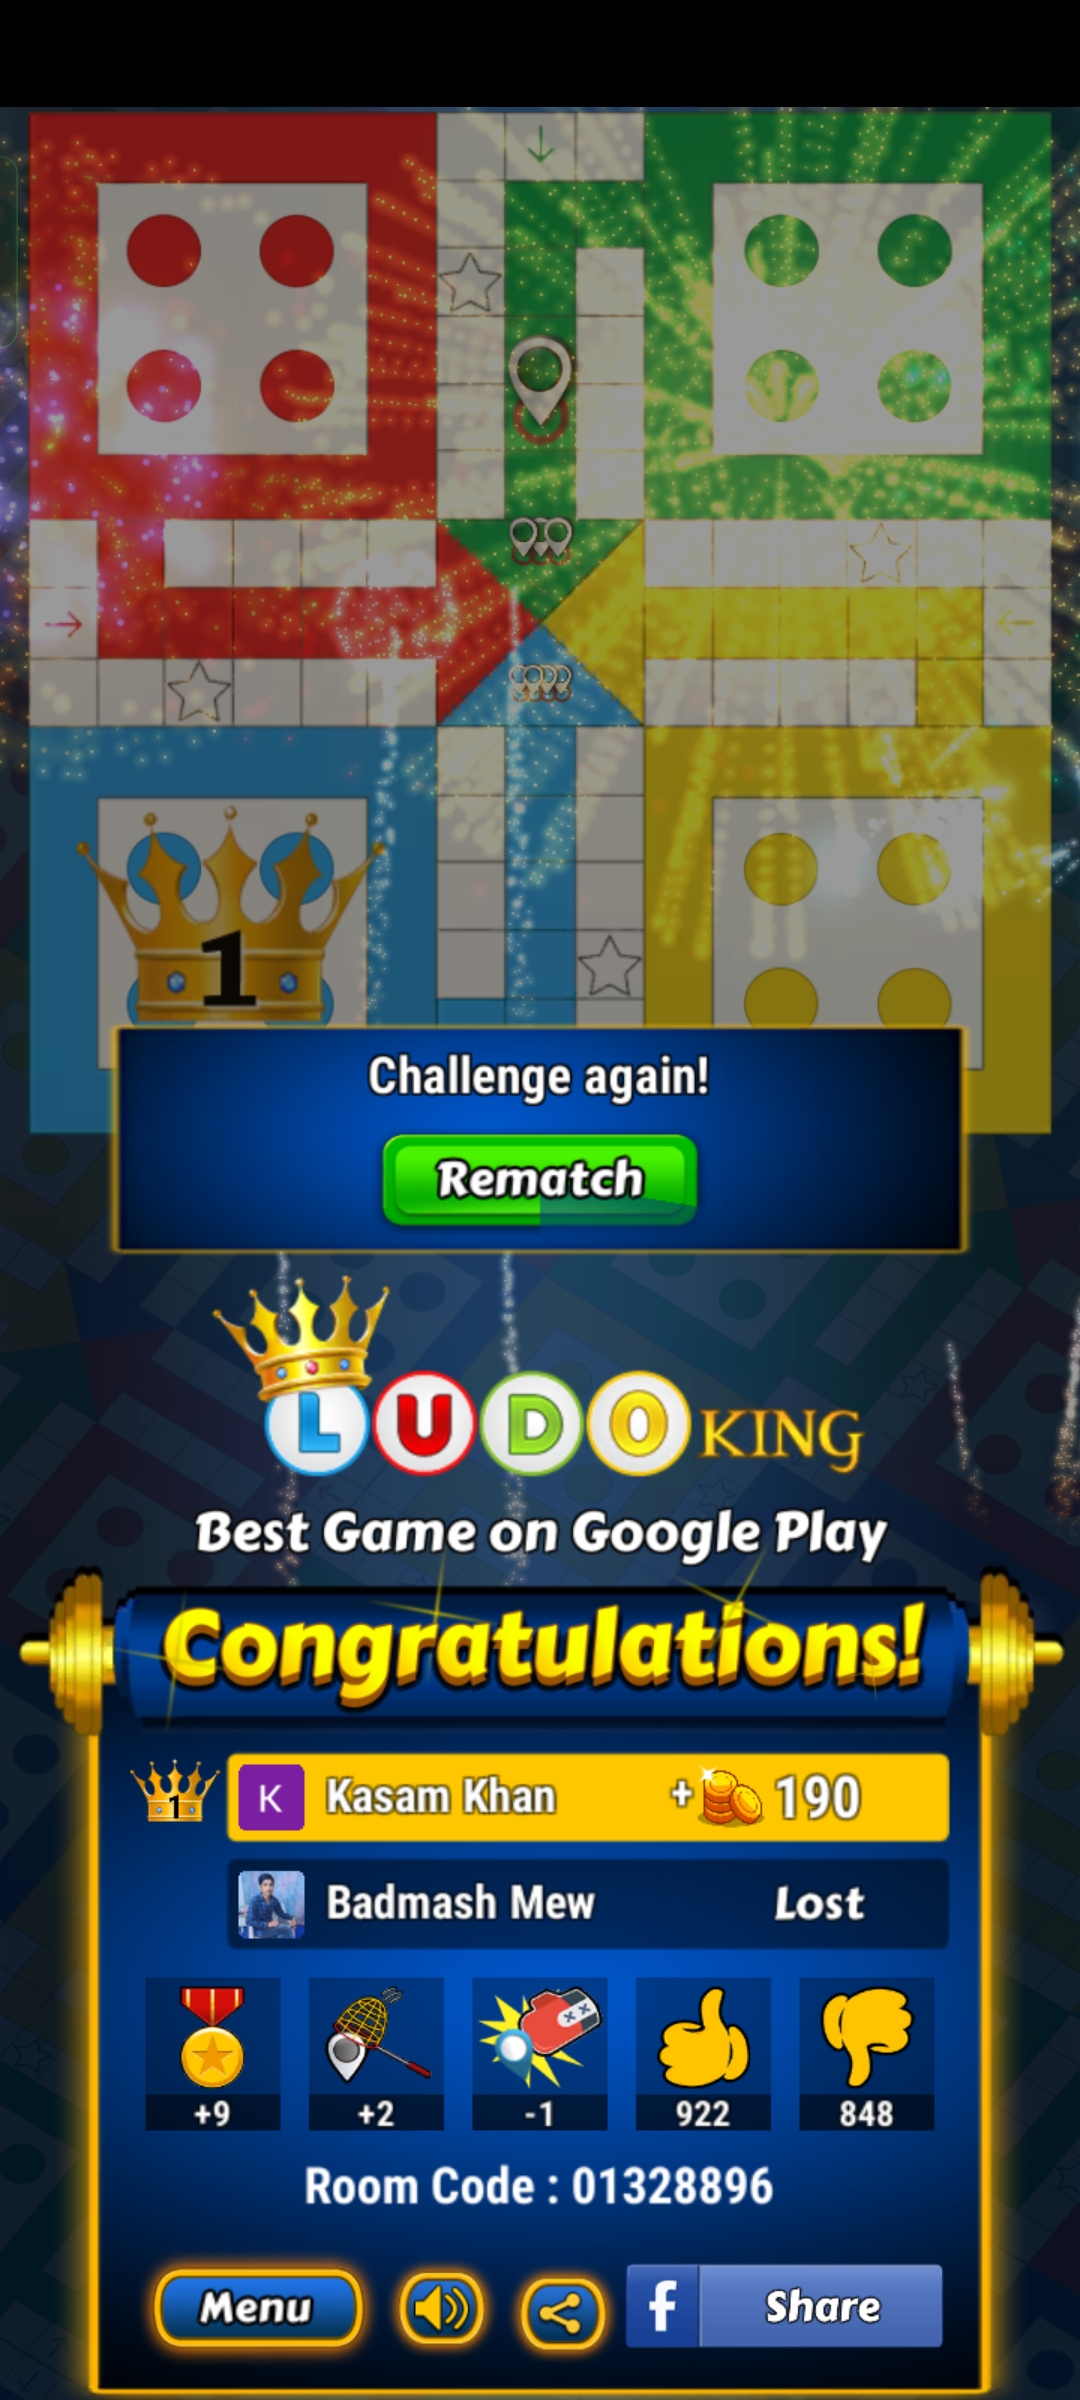 1
Challenge again!
Rematch
LUDO KING
Best Game on Google Play
Congratulations!
1 K Kasam Khan + 190
Badmash Mew Lost
+9 +2 -1 922 848
Room Code : 01328896
Menu f Share